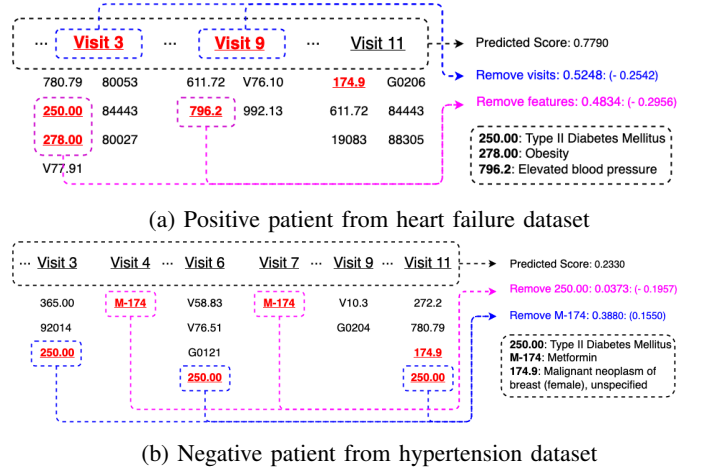 ... Visit 3 ... Visit 9 ... Visit 11
Predicted Score: 0.7790
780.79 80053 611.72 V76.10 174.9 G0206
Remove visits: 0.5248: (- 0.2542)
250.00 84443 796.2 992.13 611.72 84443
Remove features: 0.4834: (- 0.2956)
278.00 80027 19083 88305
V77.91
250.00: Type II Diabetes Mellitus
278.00: Obesity
796.2: Elevated blood pressure
(a) Positive patient from heart failure dataset
... Visit 3 Visit 4 ... Visit 6 ... Visit 7 ... Visit 9 ... Visit 11
Predicted Score: 0.2330
365.00 M-174 V58.83 M-174 V10.3 272.2
Remove 250.00: 0.0373: (- 0.1957)
92014 V76.51 G0204 780.79
Remove M-174: 0.3880: (0.1550)
250.00 G0121 174.9
250.00 250.00
250.00: Type II Diabetes Mellitus
M-174: Metformin
174.9: Malignant neoplasm of
breast (female), unspecified
(b) Negative patient from hypertension dataset